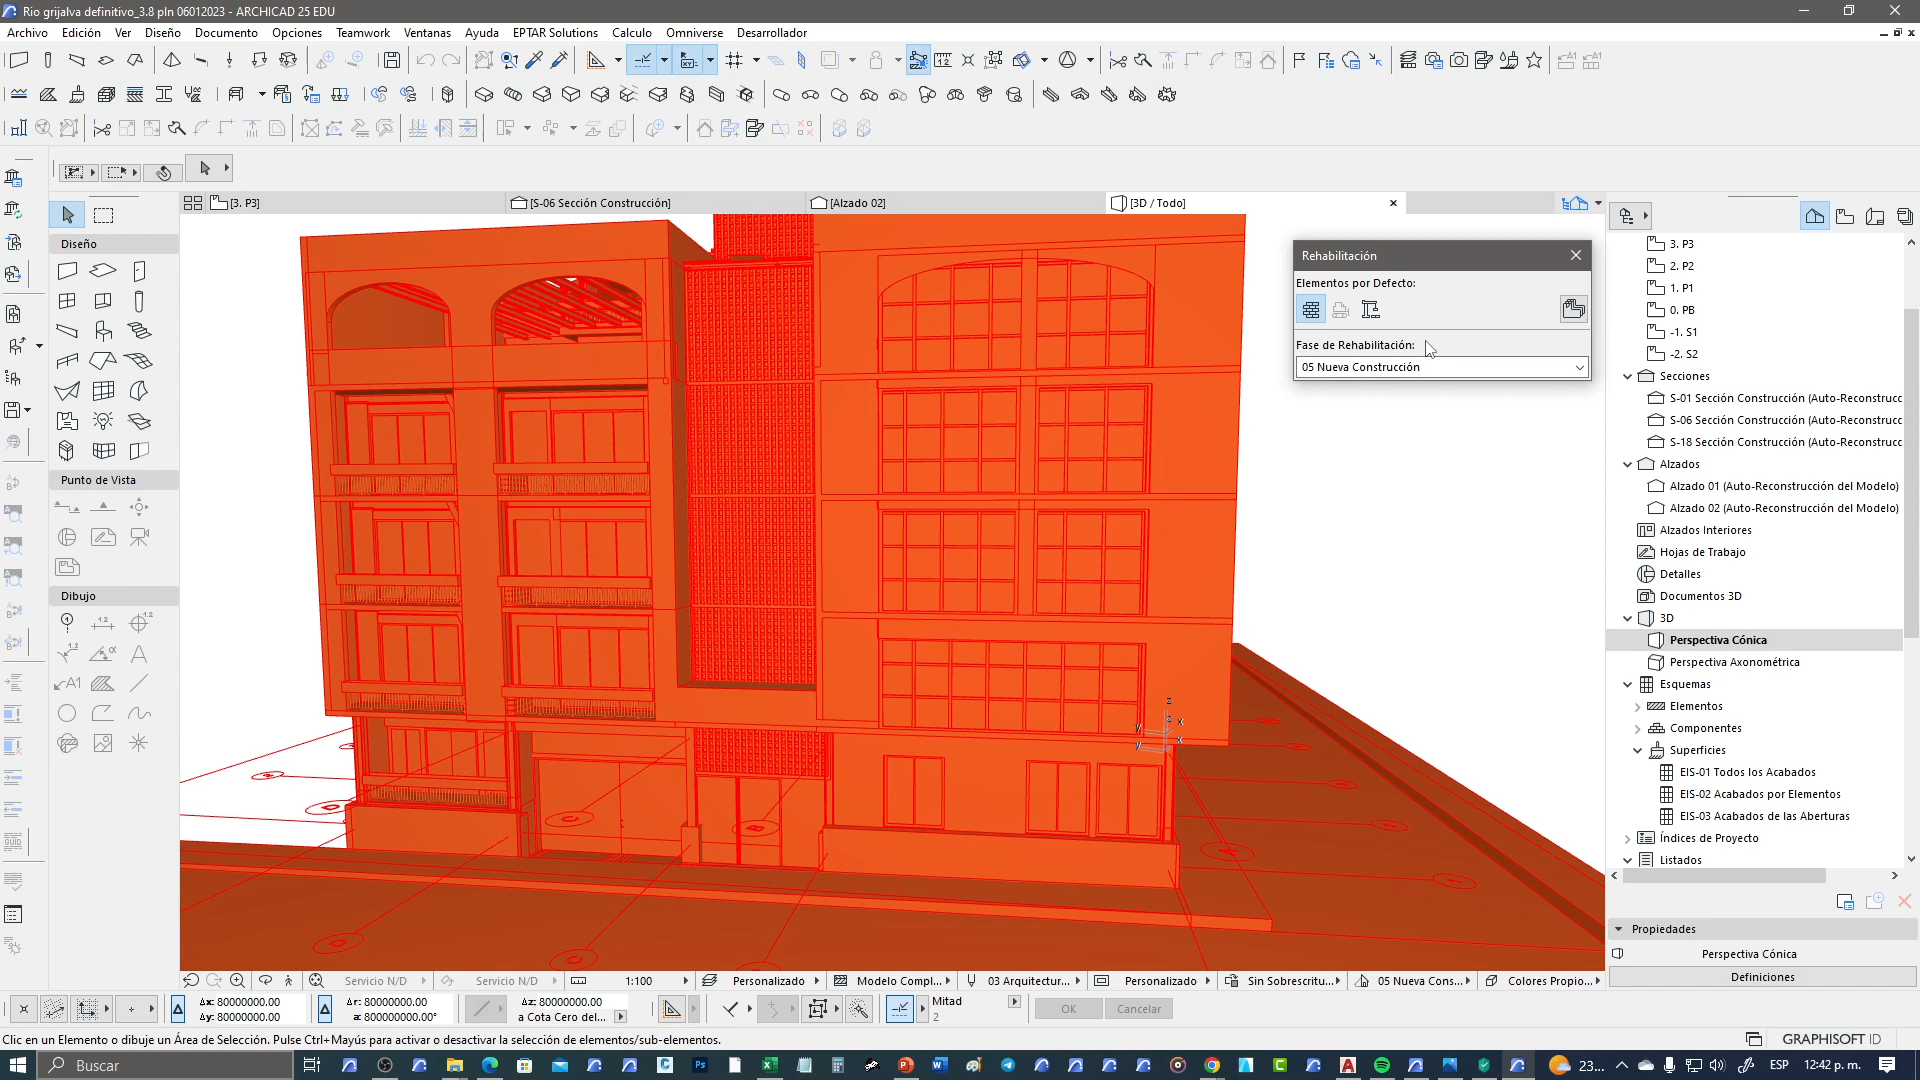 Rio grijalva definitivo_3.8 pln 06012023 - ARCHICAD 25 EDU
Archivo Edición Ver Diseño Documento Opciones Teamwork Ventanas Ayuda EPTAR Solutions Calculo Omniverse Desarrollador
[3. P3] [S-06 Sección Construcción] [Alzado 02] [3D / Todo]
Diseño
Punto de Vista
Dibujo
Rehabilitación
Elementos por Defecto:
Fase de Rehabilitación:
05 Nueva Construcción
3. P3
2. P2
1. P1
0. PB
-1. S1
-2. S2
Secciones
S-01 Sección Construcción (Auto-Reconstrucc
S-06 Sección Construcción (Auto-Reconstrucc
S-18 Sección Construcción (Auto-Reconstrucc
Alzados
Alzado 01 (Auto-Reconstrucción del Modelo)
Alzado 02 (Auto-Reconstrucción del Modelo)
Alzados Interiores
Hojas de Trabajo
Detalles
Documentos 3D
3D
Perspectiva Cónica
Perspectiva Axonométrica
Esquemas
Elementos
Componentes
Superficies
EIS-01 Todos los Acabados
EIS-02 Acabados por Elementos
EIS-03 Acabados de las Aberturas
Índices de Proyecto
Listados
Propiedades
Perspectiva Cónica
Definiciones
Servicio N/D Servicio N/D 1:100 Personalizado Modelo Compl... 03 Arquitectur... Personalizado Sin Sobrescritu... 05 Nueva Cons... Colores Propio...
Δx: 80000000.00 Δr: 80000000.00 Δz: 80000000.00 Mitad
Δy: 80000000.00 a: 800000000.00° a Cota Cero del... 2
OK Cancelar
Clic en un Elemento o dibuje un Área de Selección. Pulse Ctrl+Mayús para activar o desactivar la selección de elementos/sub-elementos.
GRAPHISOFT ID
Buscar
23... ESP 12:42 p. m.